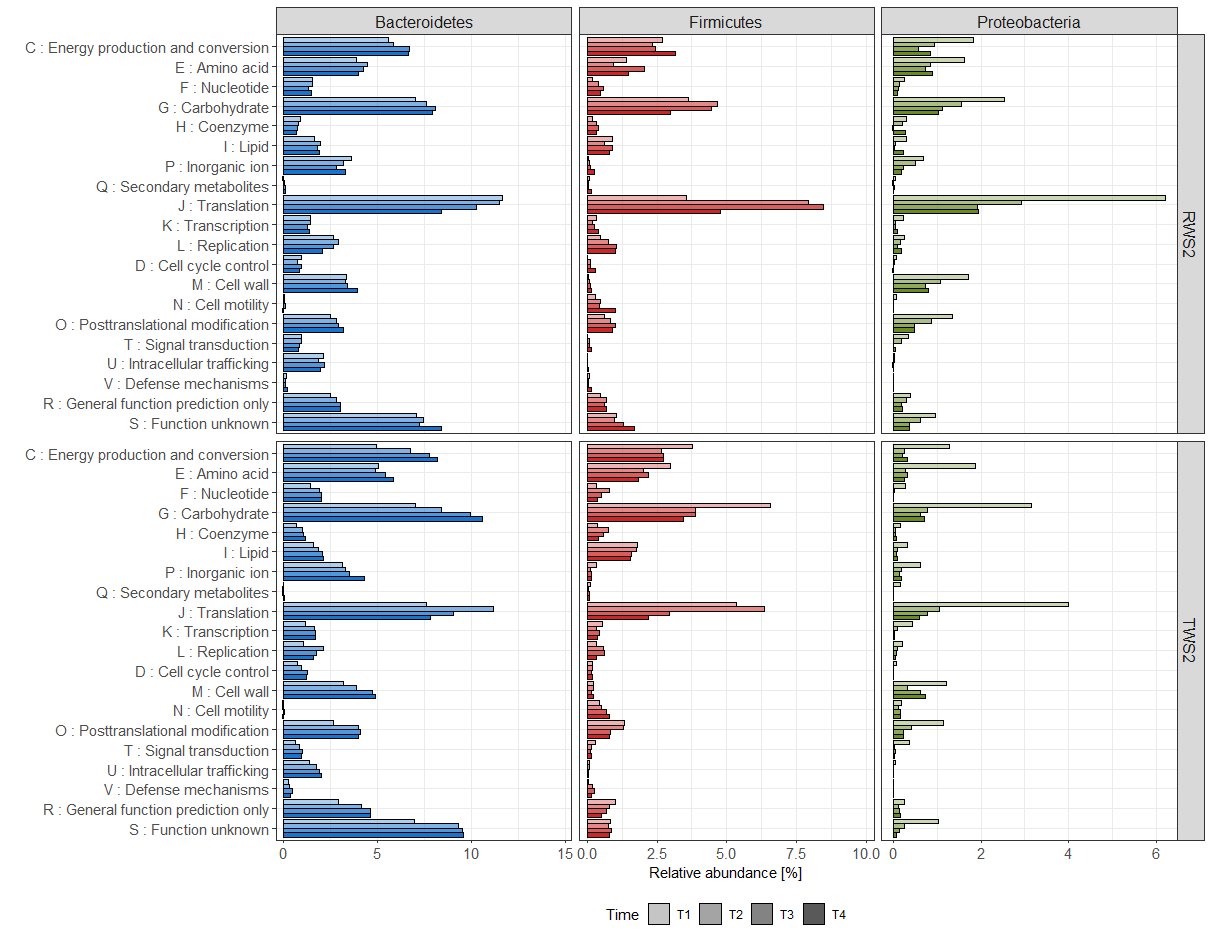 Bacteroidetes Firmicutes Proteobacteria
C : Energy production and conversion
E : Amino acid
F : Nucleotide
G : Carbohydrate
H : Coenzyme
I : Lipid
P : Inorganic ion
Q : Secondary metabolites
J : Translation
K : Transcription
L : Replication
D : Cell cycle control
M : Cell wall
N : Cell motility
O : Posttranslational modification
T : Signal transduction
U : Intracellular trafficking
V : Defense mechanisms
R : General function prediction only
S : Function unknown
RWS2
C : Energy production and conversion
E : Amino acid
F : Nucleotide
G : Carbohydrate
H : Coenzyme
I : Lipid
P : Inorganic ion
Q : Secondary metabolites
J : Translation
K : Transcription
L : Replication
D : Cell cycle control
M : Cell wall
N : Cell motility
O : Posttranslational modification
T : Signal transduction
U : Intracellular trafficking
V : Defense mechanisms
R : General function prediction only
S : Function unknown
TWS2
0 5 10 15 0.0 2.5 5.0 7.5 10.0 0 2 4 6
Relative abundance [%]
Time T1 T2 T3 T4